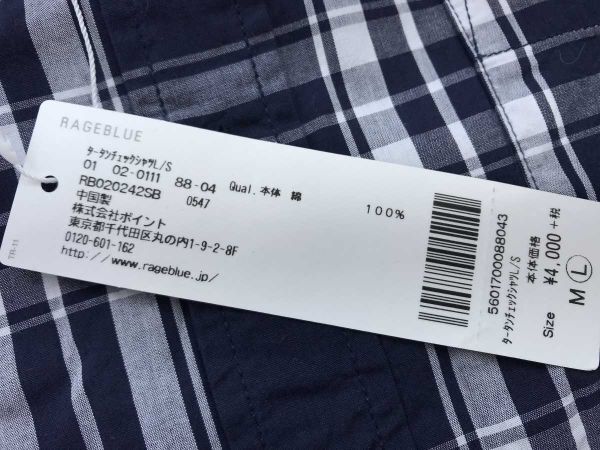 RAGEBLUE
ﾀｰﾀﾝﾁｪｯｸｼｬﾂL/S
01 02-0111 88-04 Qual. 本体 綿 100%
RB020242SB 0547
中国製
株式会社ポイント
東京都千代田区丸の内1-9-2-8F
0120-601-162
http://www.rageblue.jp/
TR-11
5601700088043
ﾀｰﾀﾝﾁｪｯｸｼｬﾂL/S
本体価格
¥4,000+税
Size M L